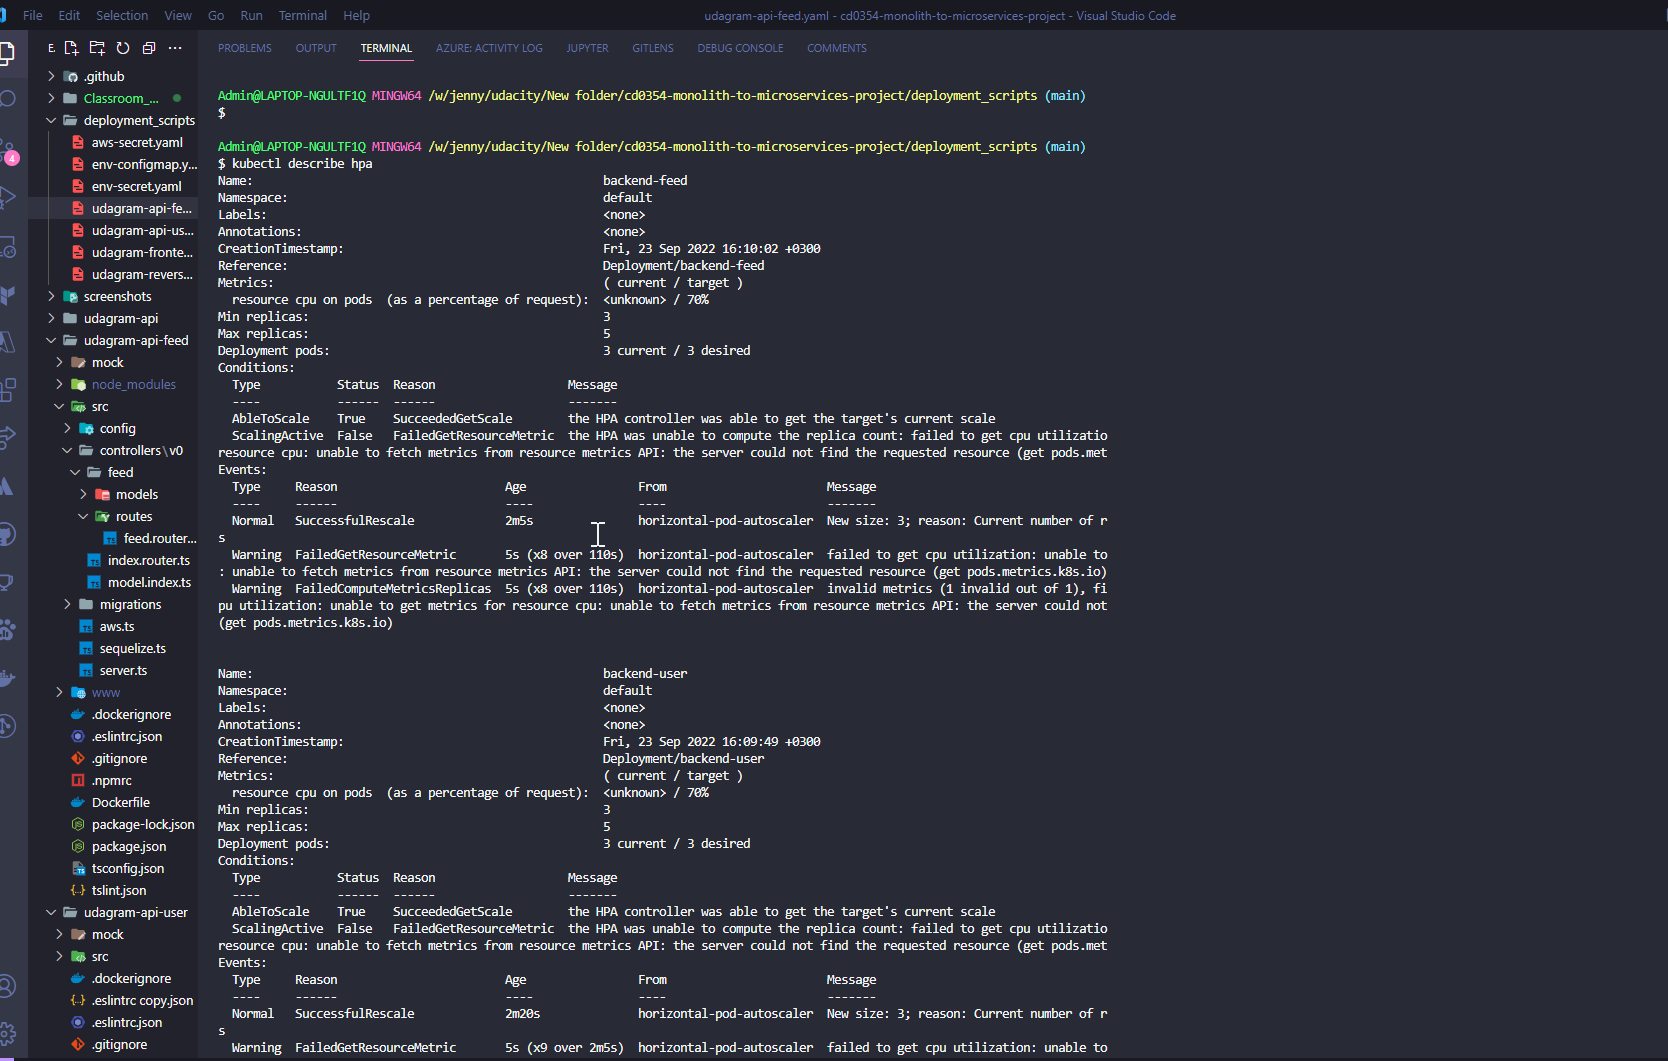 File Edit Selection View Go Run Terminal Help
udagram-api-feed.yaml - cd0354-monolith-to-microservices-project - Visual Studio Code
E.
.github
Classroom_...
deployment_scripts
aws-secret.yaml
env-configmap.y...
env-secret.yaml
udagram-api-fe...
udagram-api-us...
udagram-fronte...
udagram-revers...
screenshots
udagram-api
udagram-api-feed
mock
node_modules
src
config
controllers\v0
feed
models
routes
feed.router...
index.router.ts
model.index.ts
migrations
aws.ts
sequelize.ts
server.ts
www
.dockerignore
.eslintrc.json
.gitignore
.npmrc
Dockerfile
package-lock.json
package.json
tsconfig.json
tslint.json
udagram-api-user
mock
src
.dockerignore
.eslintrc copy.json
.eslintrc.json
.gitignore
4
PROBLEMS OUTPUT TERMINAL AZURE: ACTIVITY LOG JUPYTER GITLENS DEBUG CONSOLE COMMENTS
Admin@LAPTOP-NGULTF1Q MINGW64 /w/jenny/udacity/New folder/cd0354-monolith-to-microservices-project/deployment_scripts (main)
$
Admin@LAPTOP-NGULTF1Q MINGW64 /w/jenny/udacity/New folder/cd0354-monolith-to-microservices-project/deployment_scripts (main)
$ kubectl describe hpa
Name: backend-feed
Namespace: default
Labels: <none>
Annotations: <none>
CreationTimestamp: Fri, 23 Sep 2022 16:10:02 +0300
Reference: Deployment/backend-feed
Metrics: ( current / target )
resource cpu on pods (as a percentage of request): <unknown> / 70%
Min replicas: 3
Max replicas: 5
Deployment pods: 3 current / 3 desired
Conditions:
Type Status Reason Message
---- ------ ------ -------
AbleToScale True SucceededGetScale the HPA controller was able to get the target's current scale
ScalingActive False FailedGetResourceMetric the HPA was unable to compute the replica count: failed to get cpu utilizatio
resource cpu: unable to fetch metrics from resource metrics API: the server could not find the requested resource (get pods.met
Events:
Type Reason Age From Message
---- ------ ---- ---- -------
Normal SuccessfulRescale 2m5s horizontal-pod-autoscaler New size: 3; reason: Current number of r
s
Warning FailedGetResourceMetric 5s (x8 over 110s) horizontal-pod-autoscaler failed to get cpu utilization: unable to
: unable to fetch metrics from resource metrics API: the server could not find the requested resource (get pods.metrics.k8s.io)
Warning FailedComputeMetricsReplicas 5s (x8 over 110s) horizontal-pod-autoscaler invalid metrics (1 invalid out of 1), fi
pu utilization: unable to get metrics for resource cpu: unable to fetch metrics from resource metrics API: the server could not
(get pods.metrics.k8s.io)
Name: backend-user
Namespace: default
Labels: <none>
Annotations: <none>
CreationTimestamp: Fri, 23 Sep 2022 16:09:49 +0300
Reference: Deployment/backend-user
Metrics: ( current / target )
resource cpu on pods (as a percentage of request): <unknown> / 70%
Min replicas: 3
Max replicas: 5
Deployment pods: 3 current / 3 desired
Conditions:
Type Status Reason Message
---- ------ ------ -------
AbleToScale True SucceededGetScale the HPA controller was able to get the target's current scale
ScalingActive False FailedGetResourceMetric the HPA was unable to compute the replica count: failed to get cpu utilizatio
resource cpu: unable to fetch metrics from resource metrics API: the server could not find the requested resource (get pods.met
Events:
Type Reason Age From Message
---- ------ ---- ---- -------
Normal SuccessfulRescale 2m20s horizontal-pod-autoscaler New size: 3; reason: Current number of r
s
Warning FailedGetResourceMetric 5s (x9 over 2m5s) horizontal-pod-autoscaler failed to get cpu utilization: unable to